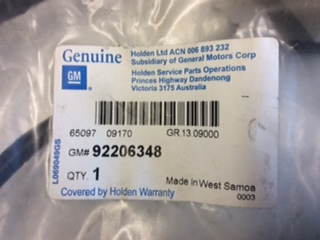 Genuine
GM
Holden Ltd ACN 006 893 232
Subsidiary of General Motors Corp
Holden Service Parts Operations
Princes Highway Dandenong
Victoria 3175 Australia
65097 09170 GR 13.09000
GM# 92206348
L069049GS
QTY. 1
Made in West Samoa
Covered by Holden Warranty
0003